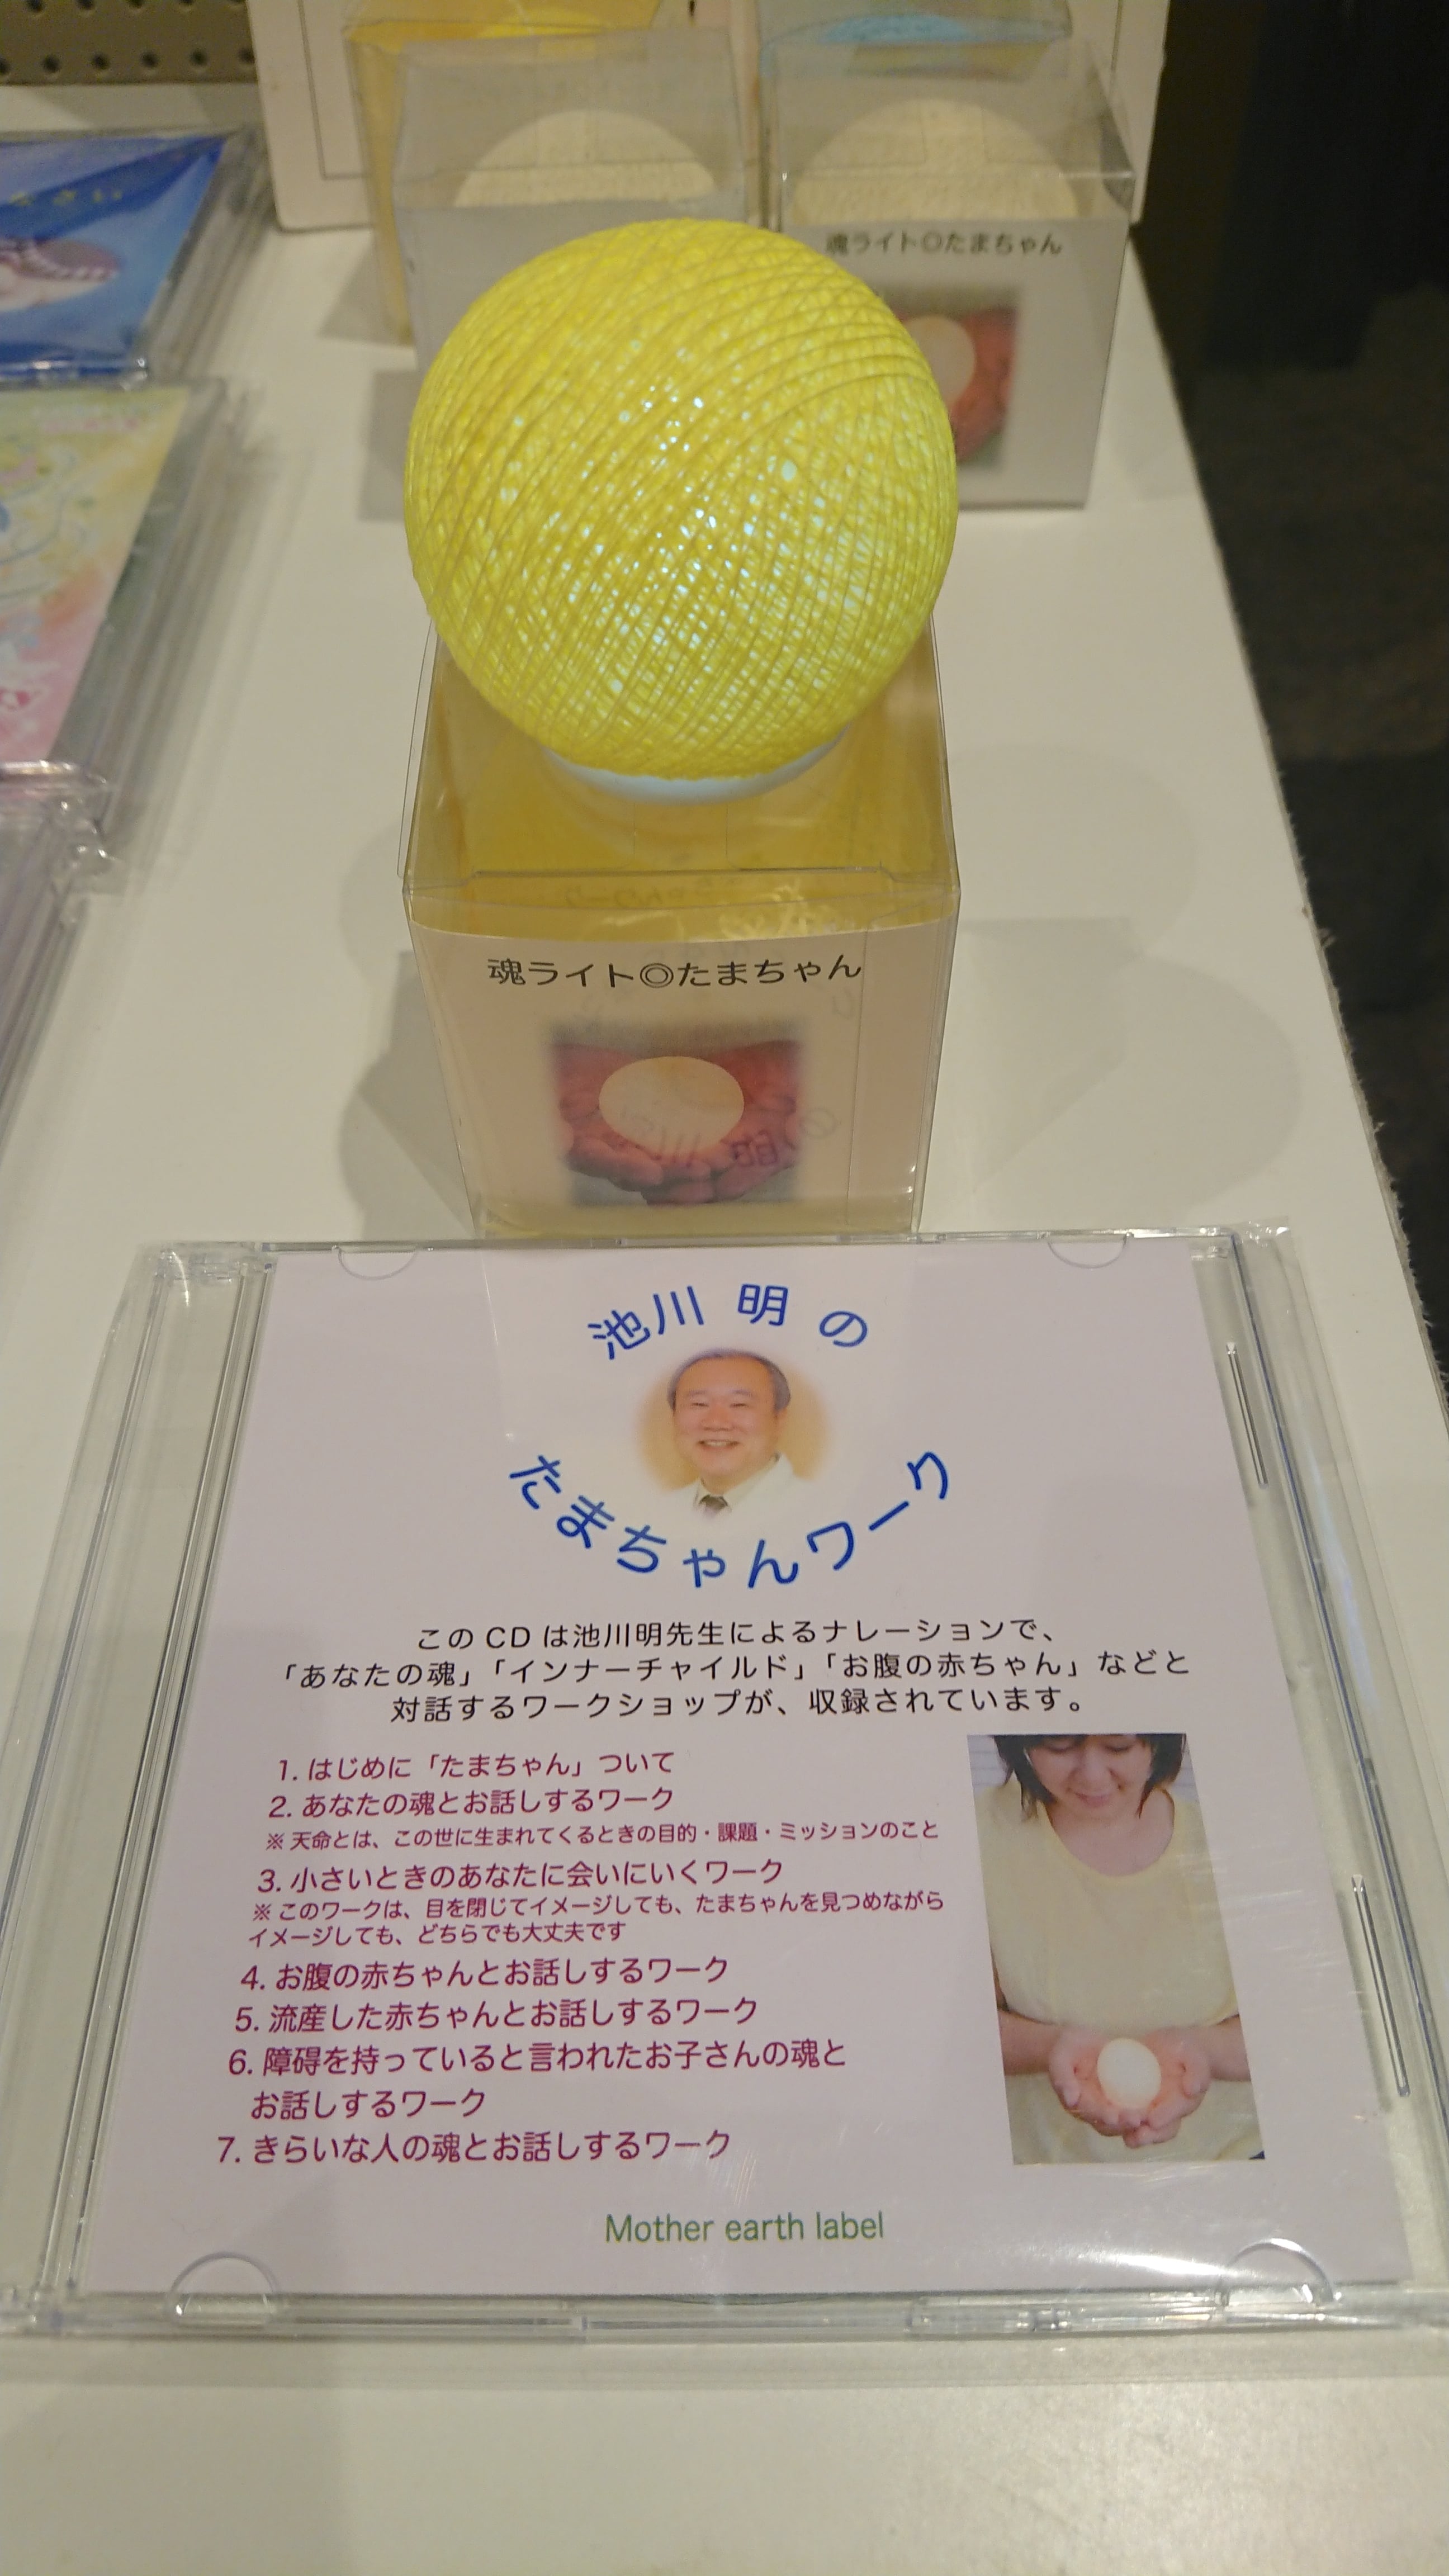 魂ライト◎たまちゃん
魂ライト◎たまちゃん
池川 明 の
たまちゃんワーク
このCDは池川明先生によるナレーションで、
「あなたの魂」「インナーチャイルド」「お腹の赤ちゃん」などと
対話するワークショップが、収録されています。
1. はじめに「たまちゃん」ついて
2. あなたの魂とお話しするワーク
※ 天命とは、この世に生まれてくるときの目的・課題・ミッションのこと
3. 小さいときのあなたに会いにいくワーク
※ このワークは、目を閉じてイメージしても、たまちゃんを見つめながら
イメージしても、どちらでも大丈夫です
4. お腹の赤ちゃんとお話しするワーク
5. 流産した赤ちゃんとお話しするワーク
6. 障碍を持っていると言われたお子さんの魂と
お話しするワーク
7. きらいな人の魂とお話しするワーク
Mother earth label